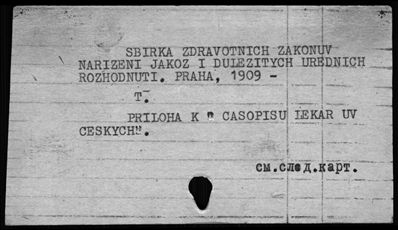 SBIRKA ZDRAVOTNICH ZAKONUV
NARIZENI JAKOZ I DULEZITYCH UREDNICH
ROZHODNUTI. PRAHA, 1909 -
T.
PRILOHA K " CASOPISU LEKAR UV
CESKYCH".
см.след.карт.